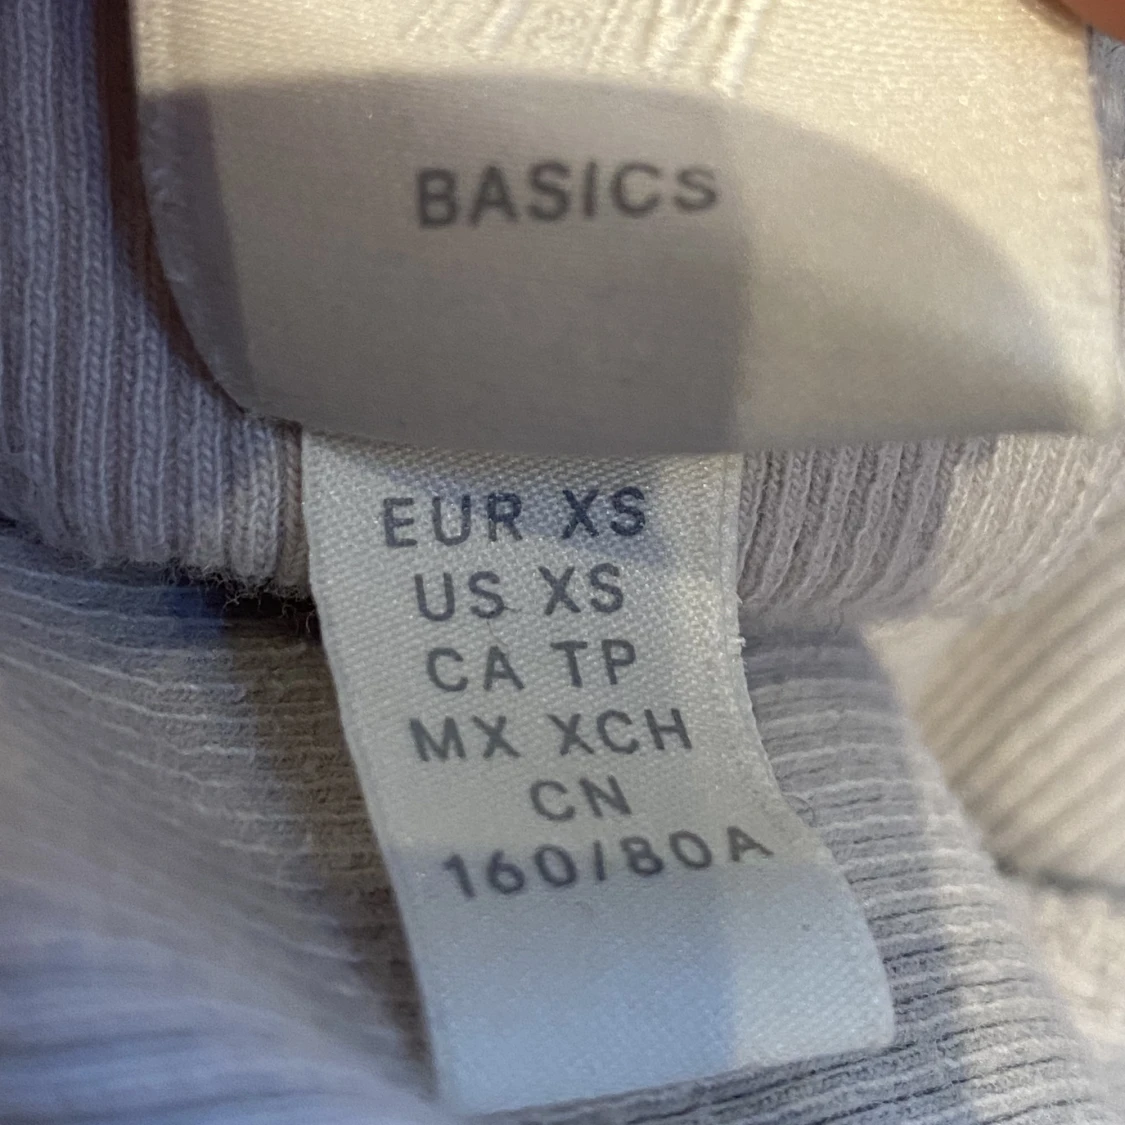 BASICS
EUR XS
US XS
CA TP
MX XCH
CN
160/80A